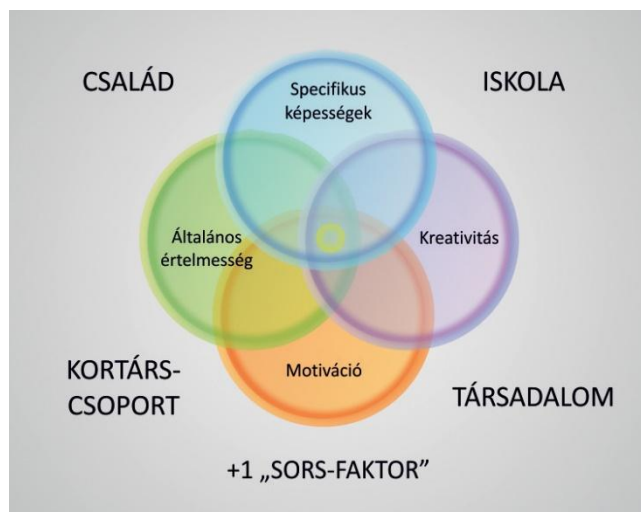 CSALÁD
ISKOLA
Specifikus
képességek
Általános
értelmesség
Kreativitás
Motiváció
KORTÁRS-
CSOPORT
TÁRSADALOM
+1 „SORS-FAKTOR”